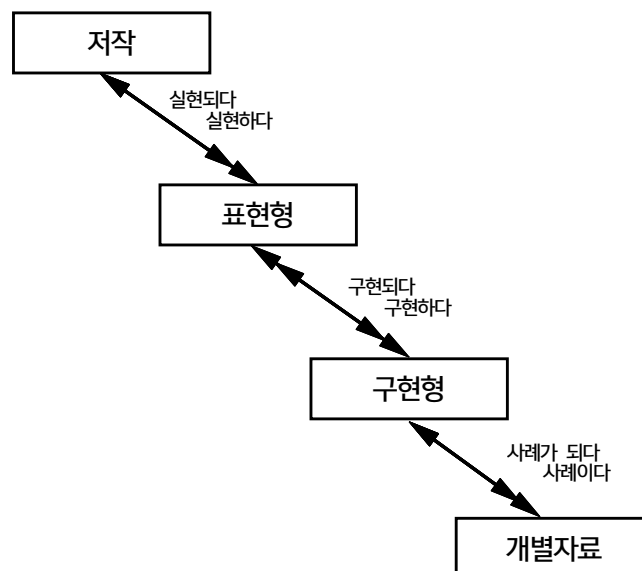 저작
실현되다
실현하다
표현형
구현되다
구현하다
구현형
사례가 되다
사례이다
개별자료